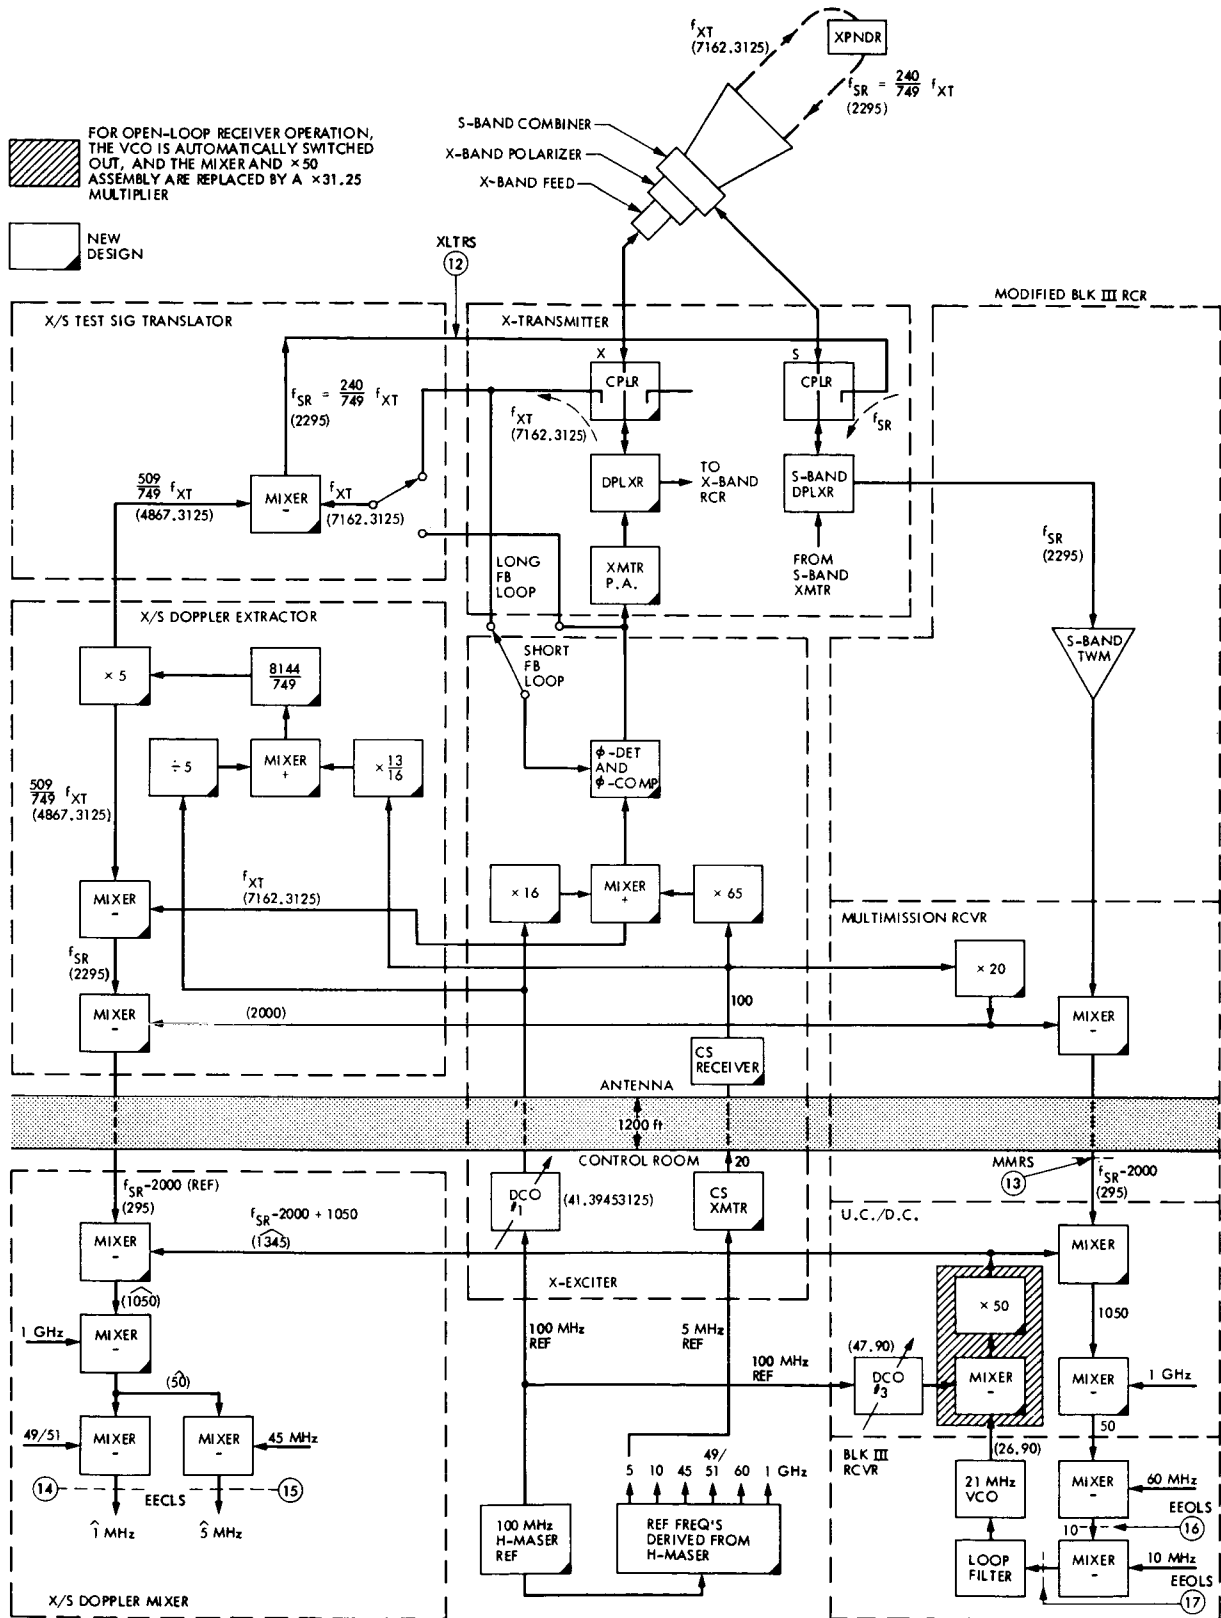 f_XT
(7162.3125)
XPNDR
f_SR = 240/749 f_XT
(2295)
FOR OPEN-LOOP RECEIVER OPERATION,
THE VCO IS AUTOMATICALLY SWITCHED
OUT, AND THE MIXER AND ×50
ASSEMBLY ARE REPLACED BY A ×31.25
MULTIPLIER
NEW
DESIGN
S-BAND COMBINER
X-BAND POLARIZER
X-BAND FEED
XLTRS
12
MODIFIED BLK III RCR
X/S TEST SIG TRANSLATOR
X-TRANSMITTER
X
CPLR
S
CPLR
f_SR = 240/749 f_XT
(2295)
f_XT
(7162.3125)
f_SR
509/749 f_XT
(4867.3125)
MIXER
-
f_XT
(7162.3125)
DPLXR
TO
X-BAND
RCR
S-BAND
DPLXR
f_SR
(2295)
LONG
FB
LOOP
XMTR
P.A.
FROM
S-BAND
XMTR
X/S DOPPLER EXTRACTOR
SHORT
FB
LOOP
S-BAND
TWM
× 5
8144/749
÷ 5
MIXER
+
× 13/16
ϕ-DET
AND
ϕ-COMP
509/749 f_XT
(4867.3125)
MIXER
-
f_XT
(7162.3125)
× 16
MIXER
+
× 65
MULTIMISSION RCVR
f_SR
(2295)
× 20
MIXER
-
(2000)
100
MIXER
-
CS
RECEIVER
ANTENNA
1200 ft
CONTROL ROOM
f_SR-2000 (REF)
(295)
DCO
#1
(41.39453125)
20
CS
XMTR
MMRS
13
f_SR-2000
(295)
U.C./D.C.
f_SR-2000 + 1050
(1345)
MIXER
-
MIXER
X-EXCITER
(1050)
× 50
1 GHz
MIXER
-
100 MHz
REF
5 MHz
REF
1050
(47.90)
100 MHz
REF
DCO
#3
MIXER
-
MIXER
-
1 GHz
(50)
50
49/51
MIXER
-
MIXER
-
45 MHz
(26.90)
BLK III
RCVR
5 10 45 49/51 60 1 GHz
21 MHz
VCO
MIXER
-
60 MHz
14
EECLS
15
EEOLS
16
1 MHz
5 MHz
100 MHz
H-MASER
REF
REF FREQ'S
DERIVED FROM
H-MASER
10
LOOP
FILTER
MIXER
-
10 MHz
EEOLS
17
X/S DOPPLER MIXER